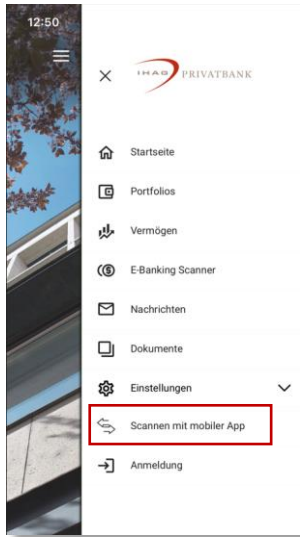 12:50
IHAG PRIVATBANK
Startseite
Portfolios
Vermögen
E-Banking Scanner
Nachrichten
Dokumente
Einstellungen
Scannen mit mobiler App
Anmeldung